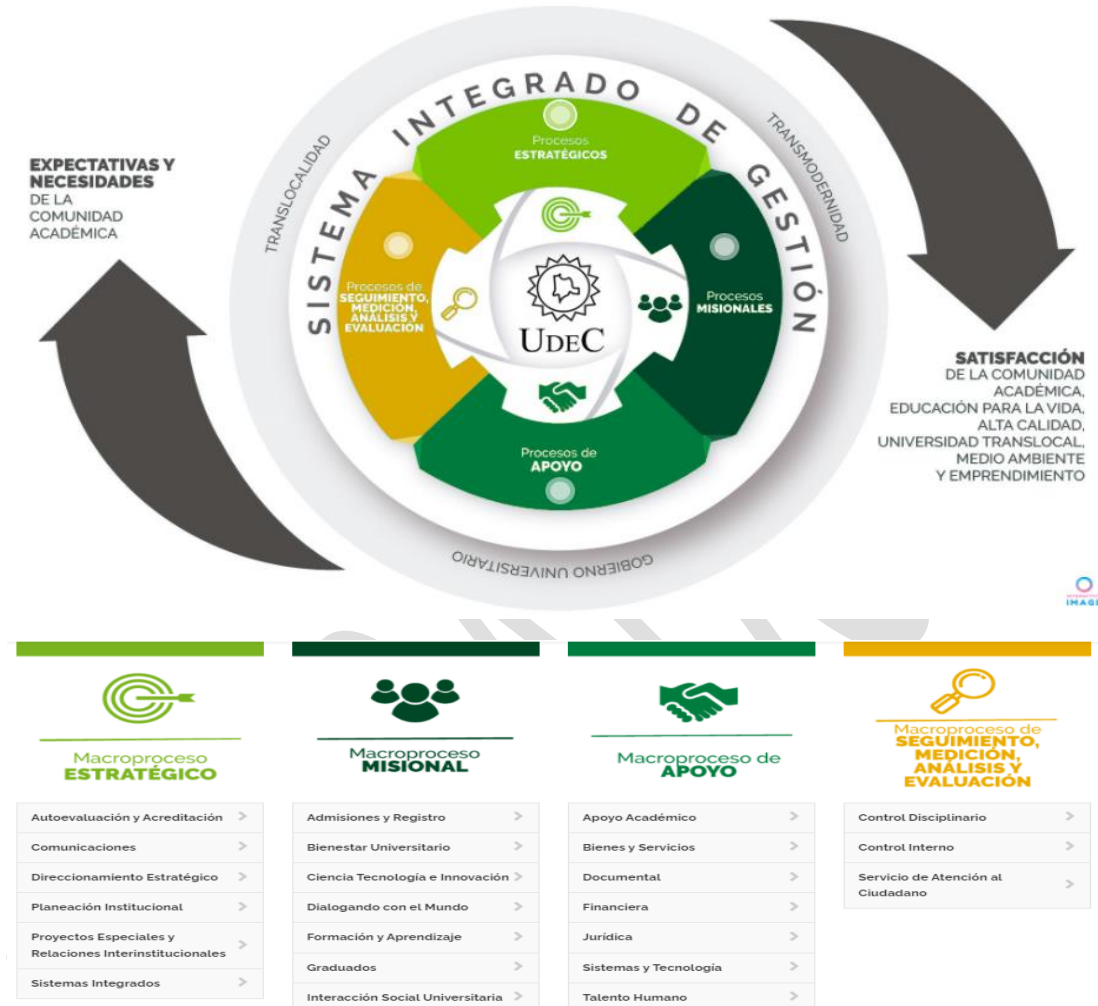 SISTEMA INTEGRADO DE GESTIÓN
TRANSLOCALIDAD
TRANSMODERNIDAD
GOBIERNO UNIVERSITARIO
EXPECTATIVAS Y
NECESIDADES
DE LA
COMUNIDAD
ACADÉMICA
Procesos
ESTRATÉGICOS
Procesos de
SEGUIMIENTO,
MEDICIÓN,
ANÁLISIS Y
EVALUACIÓN
UDEC
Procesos
MISIONALES
Procesos de
APOYO
SATISFACCIÓN
DE LA COMUNIDAD
ACADÉMICA,
EDUCACIÓN PARA LA VIDA,
ALTA CALIDAD,
UNIVERSIDAD TRANSLOCAL,
MEDIO AMBIENTE
Y EMPRENDIMIENTO
Macroproceso
ESTRATÉGICO
Autoevaluación y Acreditación
Comunicaciones
Direccionamiento Estratégico
Planeación Institucional
Proyectos Especiales y
Relaciones Interinstitucionales
Sistemas Integrados
Macroproceso
MISIONAL
Admisiones y Registro
Bienestar Universitario
Ciencia Tecnología e Innovación
Dialogando con el Mundo
Formación y Aprendizaje
Graduados
Interacción Social Universitaria
Macroproceso de
APOYO
Apoyo Académico
Bienes y Servicios
Documental
Financiera
Jurídica
Sistemas y Tecnología
Talento Humano
Macroproceso de
SEGUIMIENTO,
MEDICIÓN,
ANÁLISIS Y
EVALUACIÓN
Control Disciplinario
Control Interno
Servicio de Atención al
Ciudadano